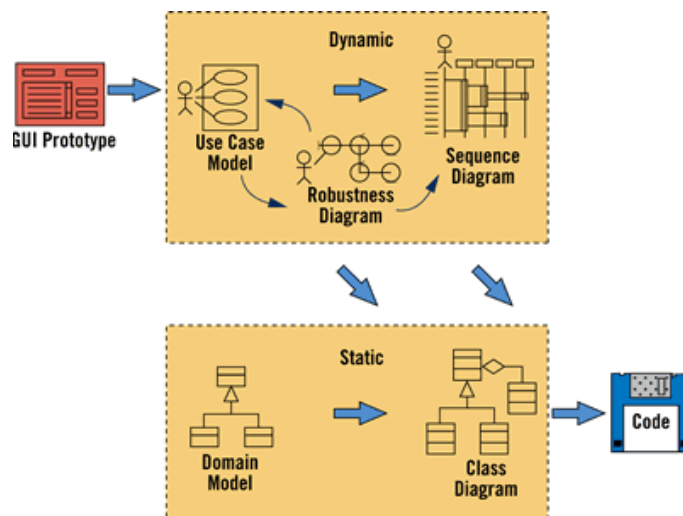 Dynamic
GUI Prototype
Use Case
Model
Robustness
Diagram
Sequence
Diagram
Static
Domain
Model
Class
Diagram
Code